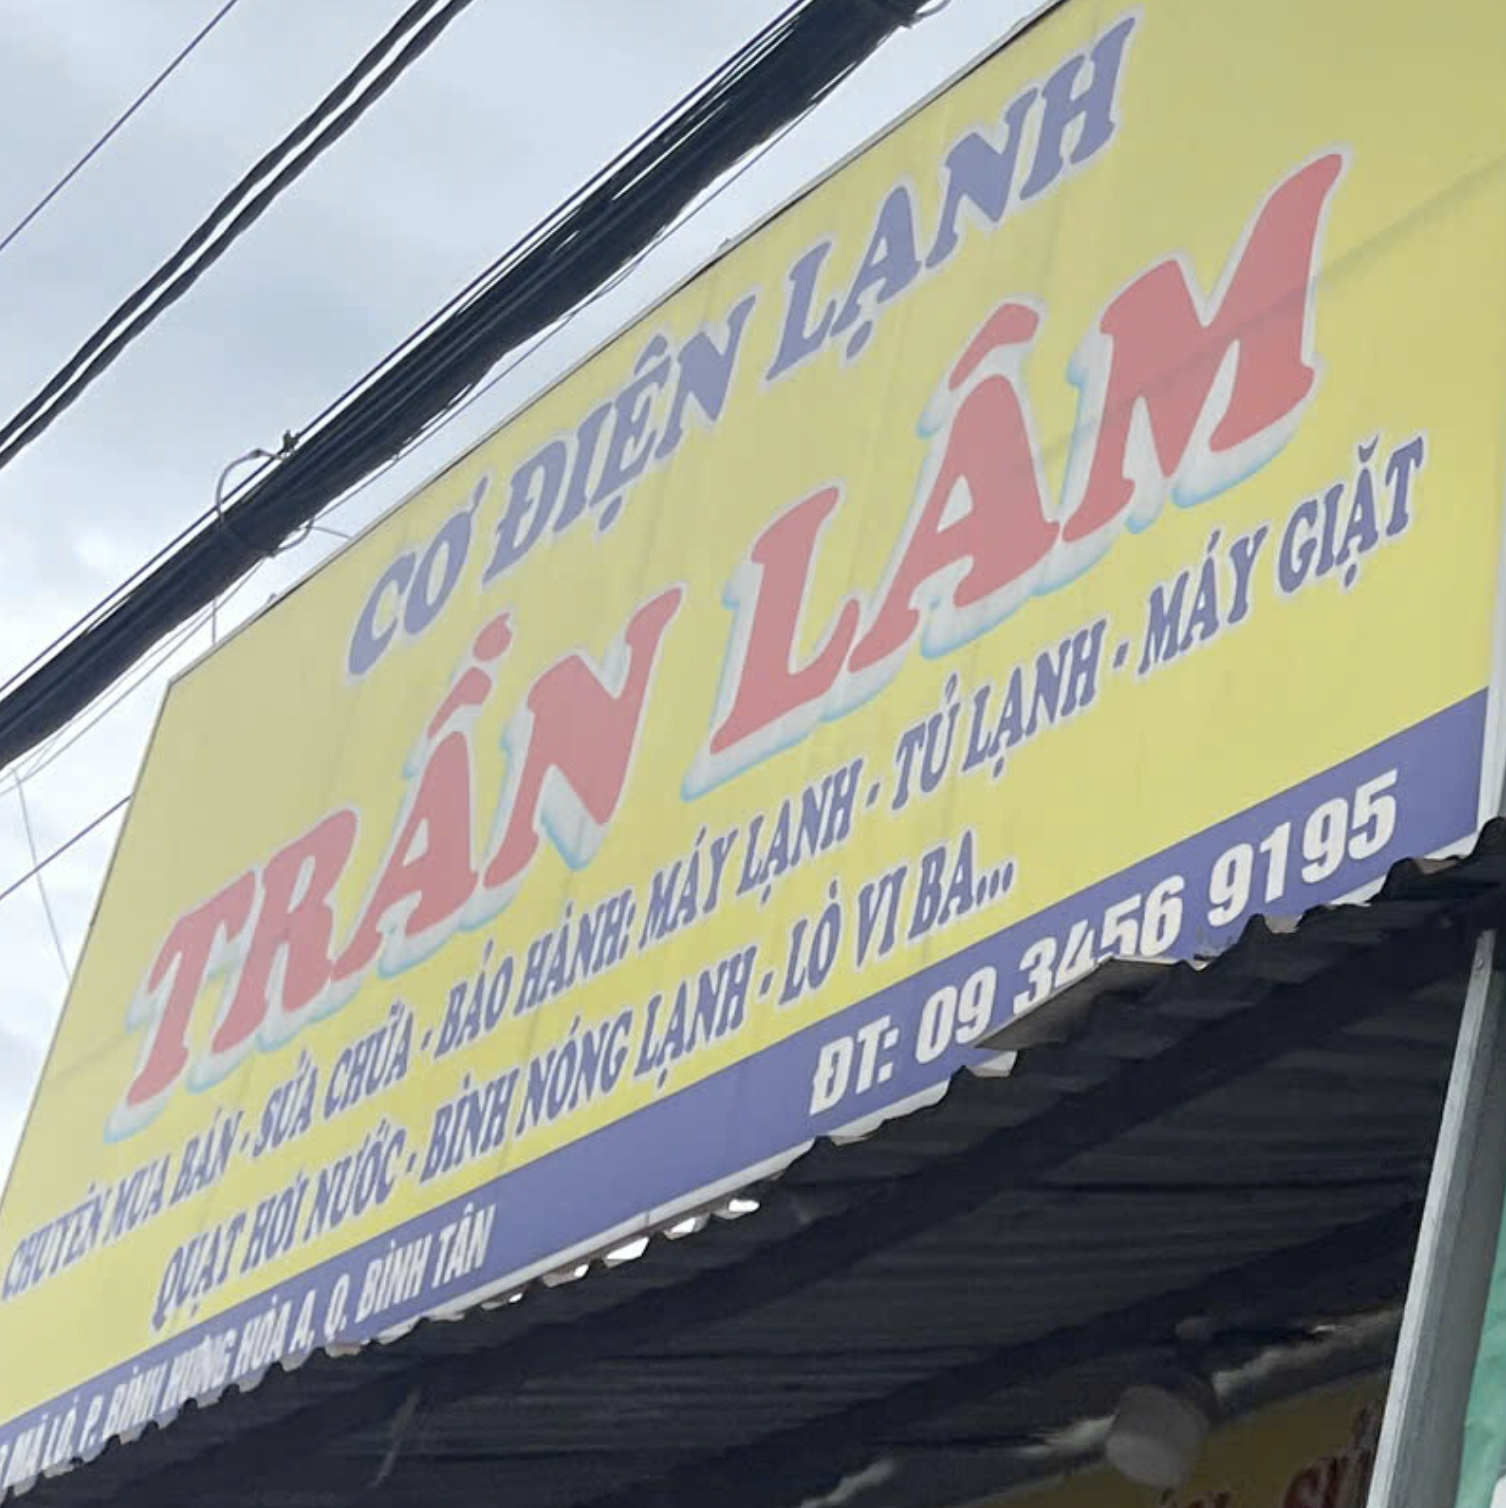 CƠ ĐIỆN LẠNH
TRẤN LÂM
CHUYÊN MUA BÁN - SỬA CHỮA - BẢO HÀNH: MÁY LẠNH - TỦ LẠNH - MÁY GIẶT
QUẠT HƠI NƯỚC - BÌNH NÓNG LẠNH - LÒ VI BA...
MÃ LÒ, P. BÌNH HƯNG HÒA A, Q. BÌNH TÂN
ĐT: 09 3456 9195